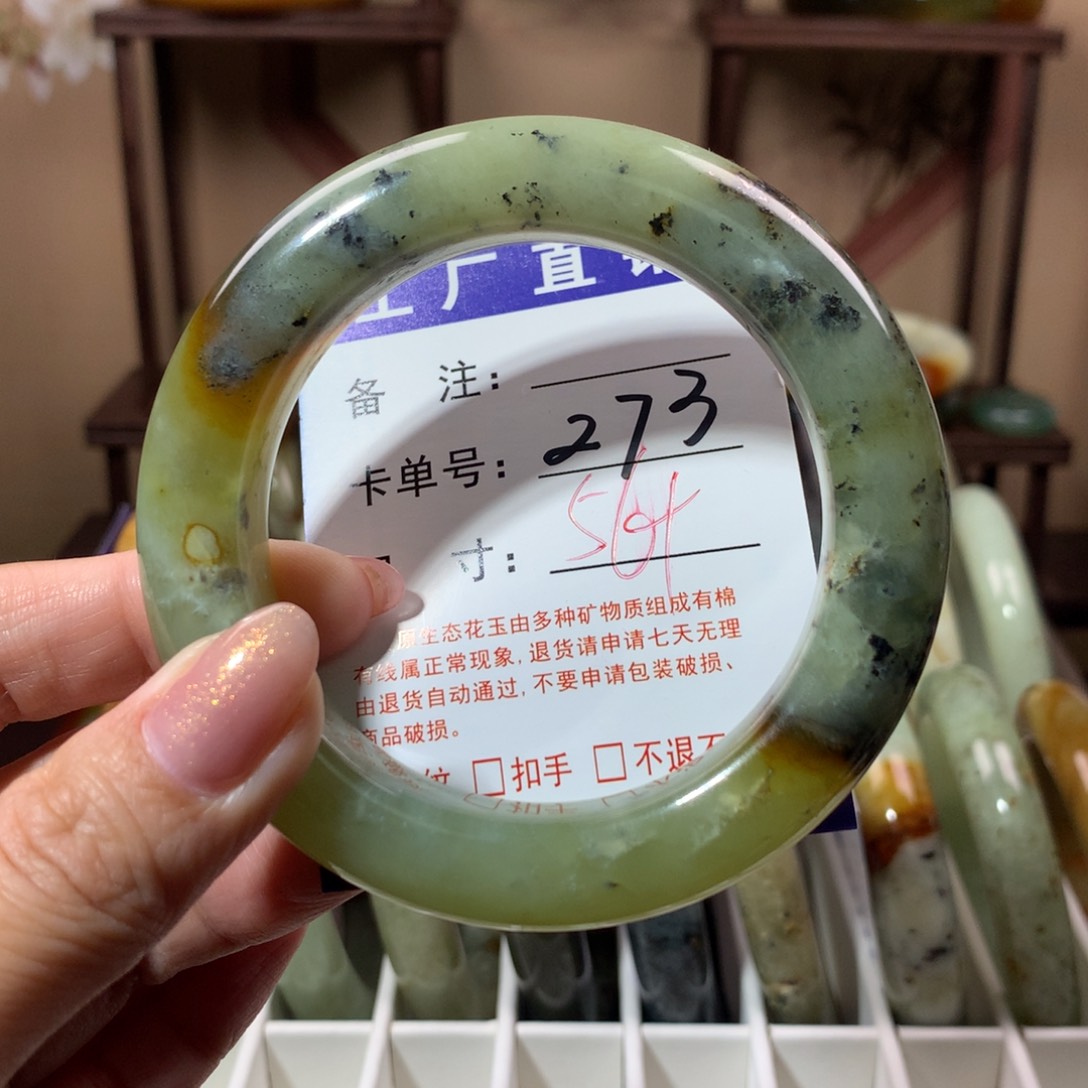 厂直
备 注：
卡单号：273
寸：
原生态花玉由多种矿物质组成有棉
有线属正常现象，退货请申请七天无理
由退货自动通过，不要申请包装破损、
商品破损。
纹 □扣手 □不退不